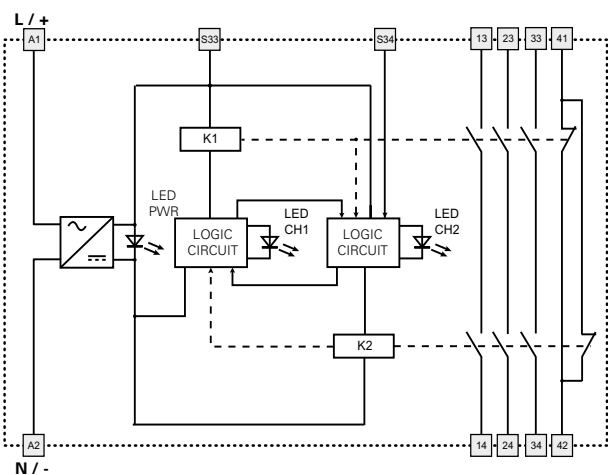 L / +
A1
S33
S34
13
23
33
41
K1
LED
PWR
LOGIC
CIRCUIT
LED
CH1
LOGIC
CIRCUIT
LED
CH2
K2
A2
14
24
34
42
N / -